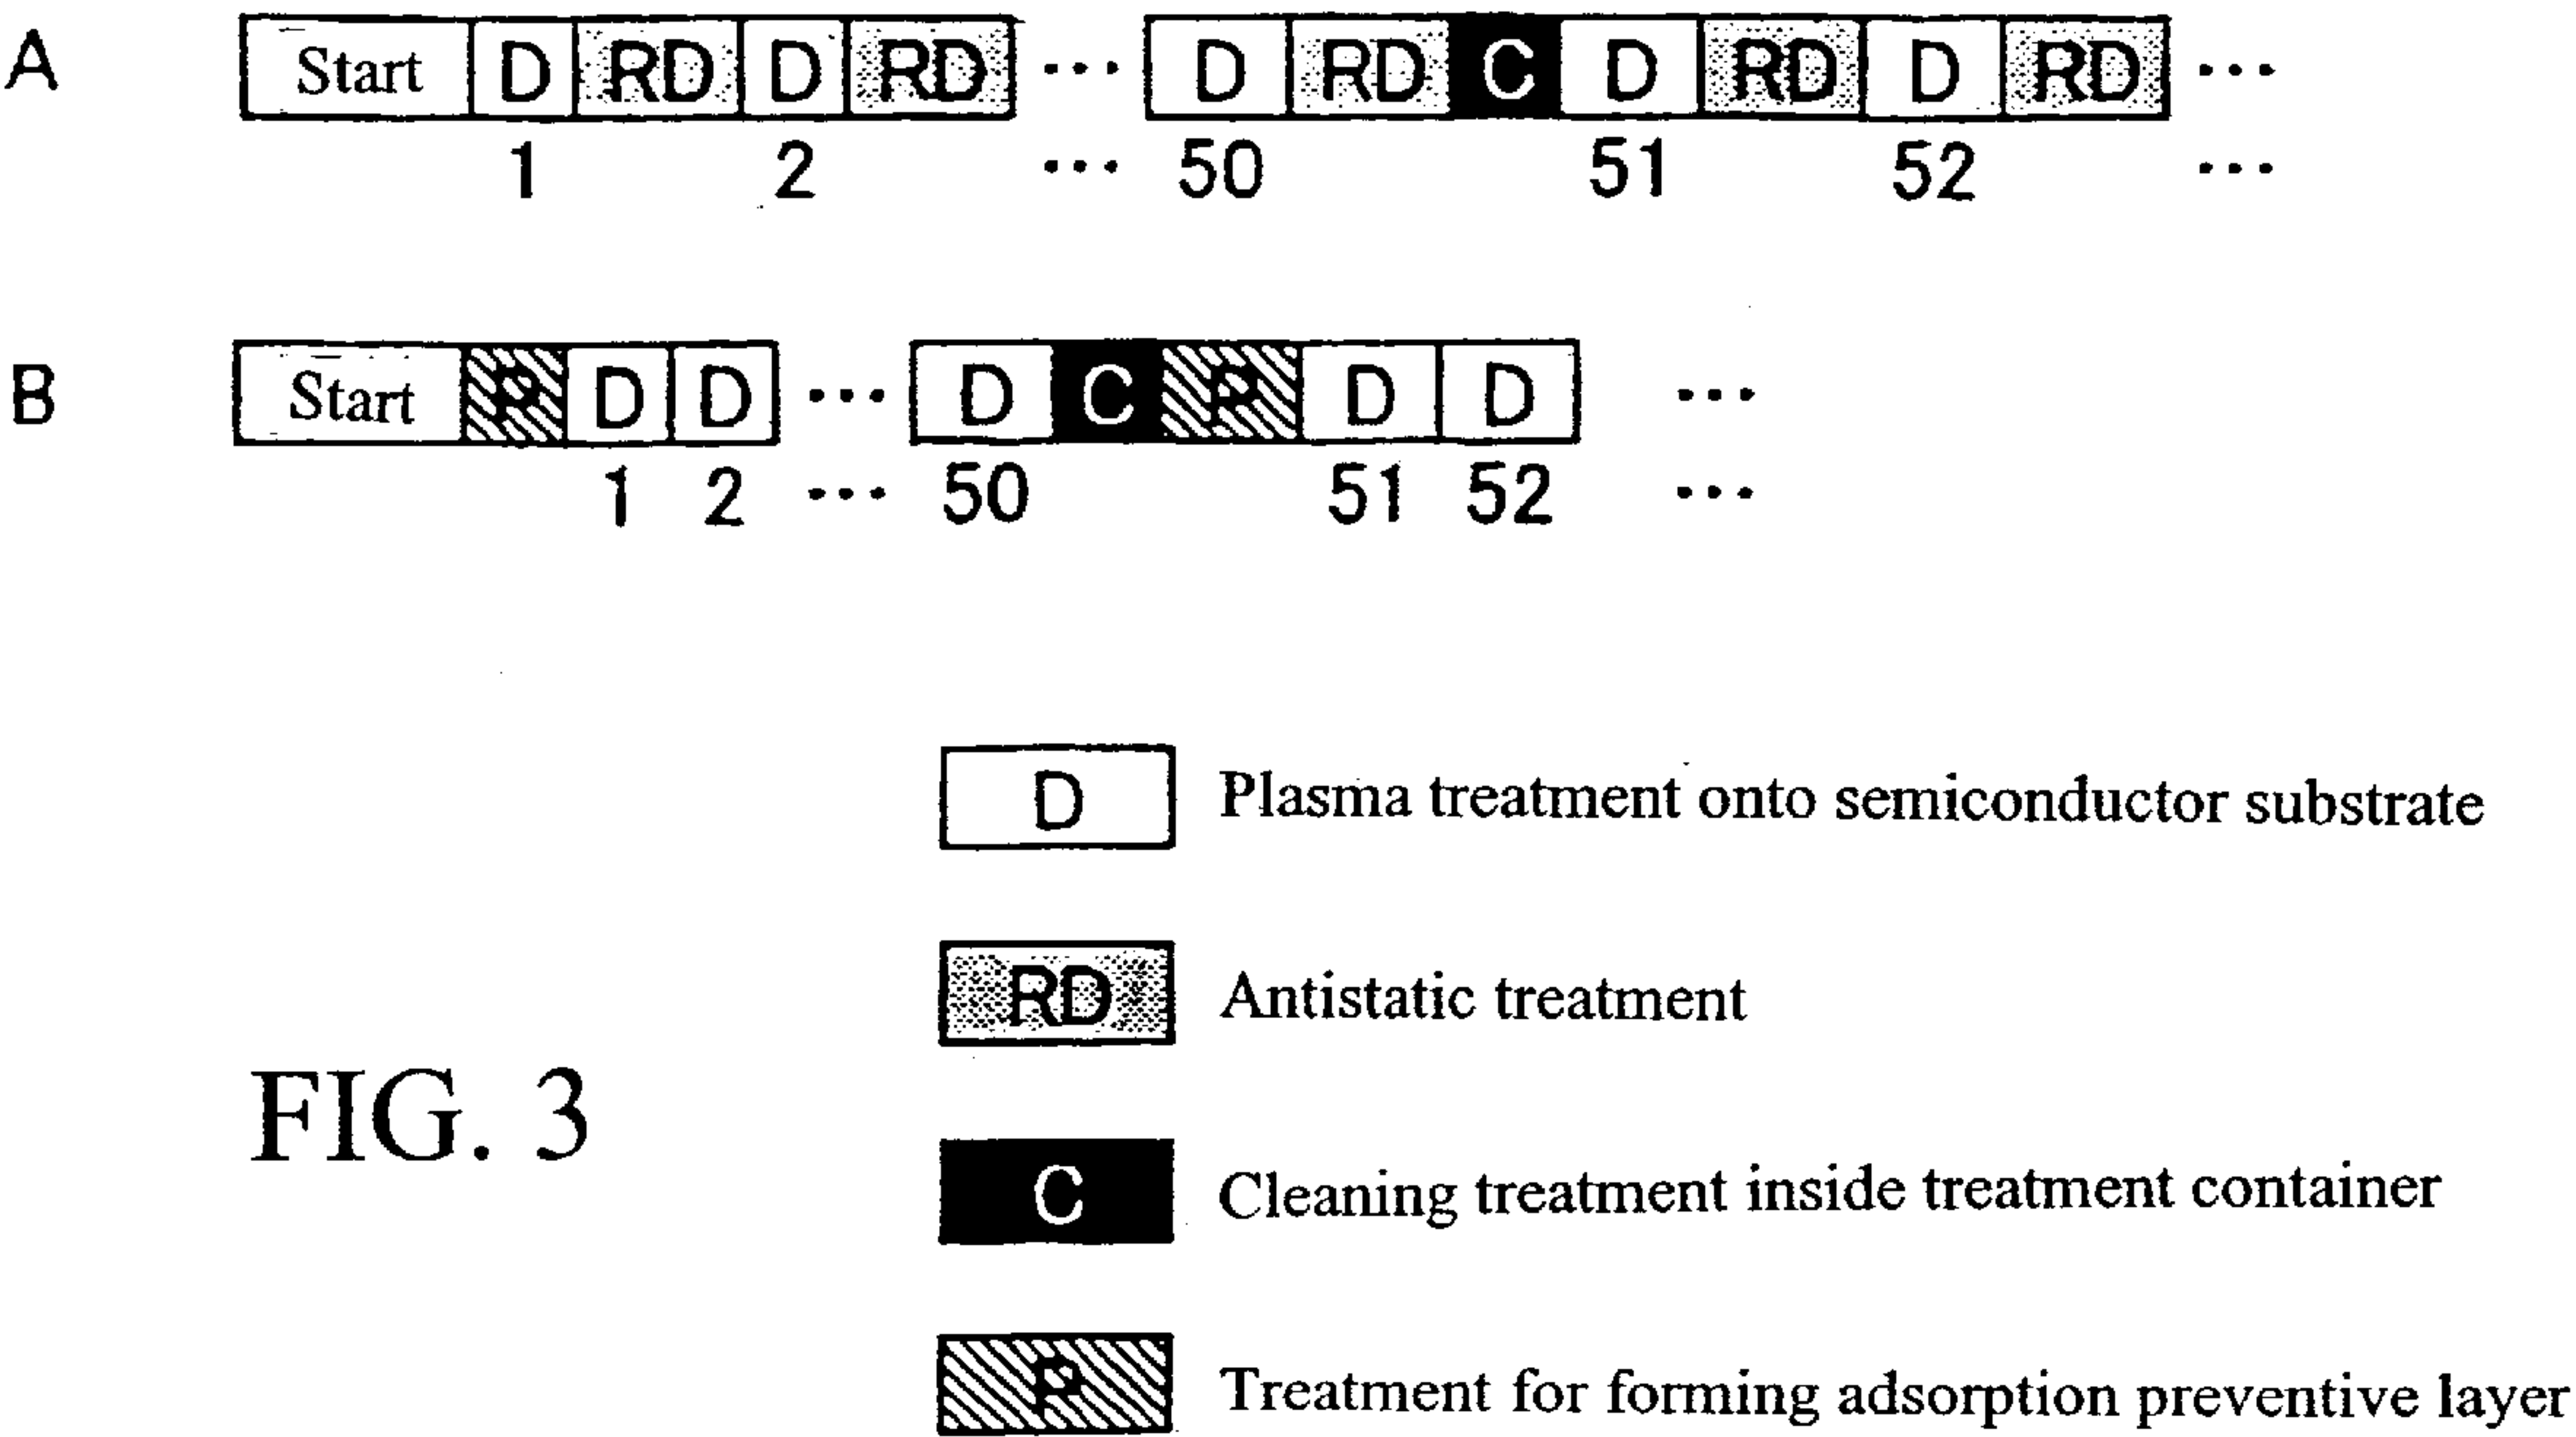 A Start D RD D RD ··· D RD C D RD D RD ···
1 2 ··· 50 51 52 ···
B Start P D D ··· D C P D D ···
1 2 ··· 50 51 52 ···
D Plasma treatment onto semiconductor substrate
RD Antistatic treatment
FIG. 3
C Cleaning treatment inside treatment container
P Treatment for forming adsorption preventive layer